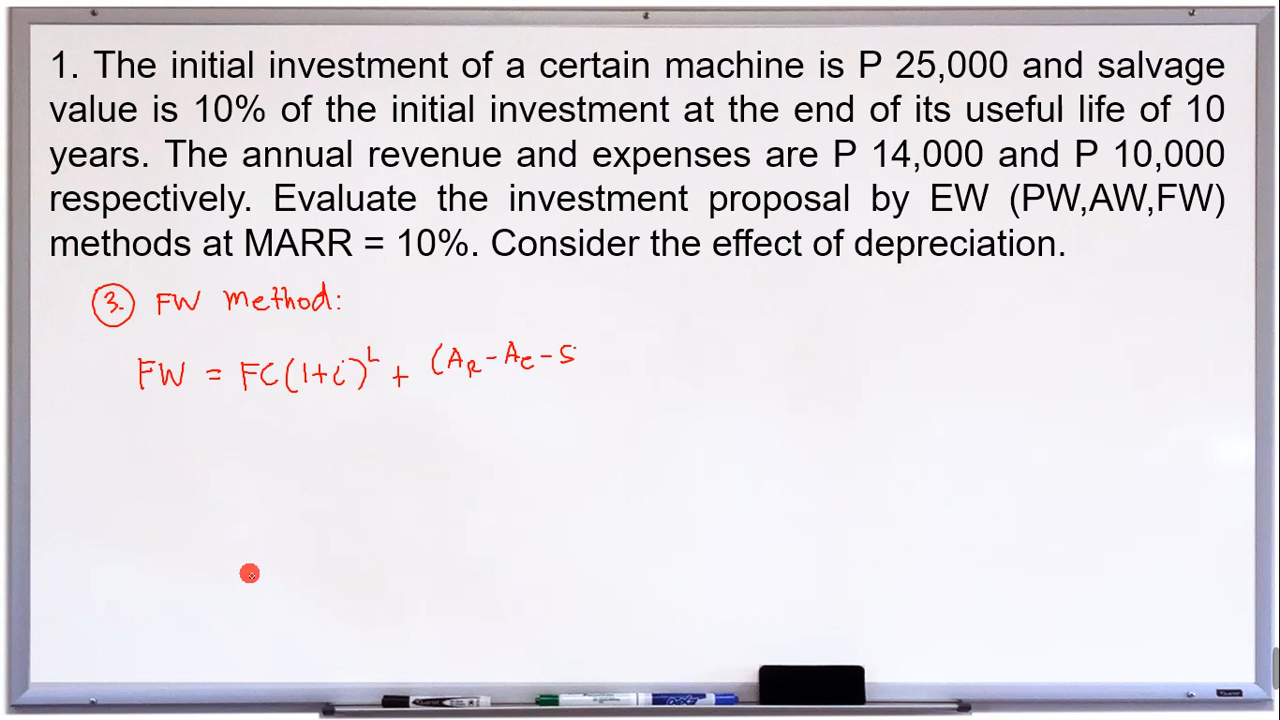 1. The initial investment of a certain machine is P 25,000 and salvage
value is 10% of the initial investment at the end of its useful life of 10
years. The annual revenue and expenses are P 14,000 and P 10,000
respectively. Evaluate the investment proposal by EW (PW,AW,FW)
methods at MARR = 10%. Consider the effect of depreciation.
3. FW Method:
FW = FC(1+i)^L + (A_R - A_E - S